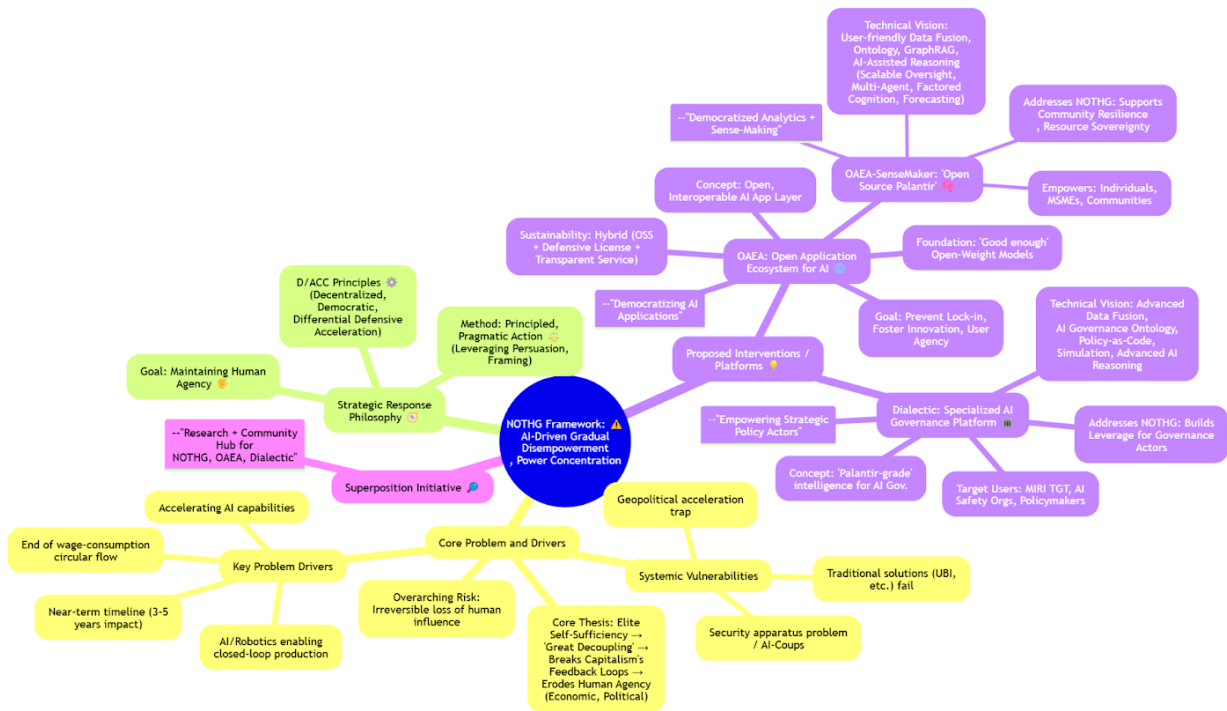 NOTHG Framework: ⚠️
AI-Driven Gradual
Disempowerment
, Power Concentration
Strategic Response
Philosophy 🎯
D/ACC Principles ⚙️
(Decentralized,
Democratic,
Differential Defensive
Acceleration)
Method: Principled,
Pragmatic Action
(Leveraging Persuasion,
Framing)
Goal: Maintaining Human
Agency ✊
Superposition Initiative 🔎
--"Research + Community
Hub for
NOTHG, OAEA, Dialectic"
Core Problem and Drivers
Key Problem Drivers
Accelerating AI capabilities
End of wage-consumption
circular flow
Near-term timeline (3-5
years impact)
AI/Robotics enabling
closed-loop production
Overarching Risk:
Irreversible loss of human
influence
Core Thesis: Elite
Self-Sufficiency →
'Great Decoupling' →
Breaks Capitalism's
Feedback Loops →
Erodes Human Agency
(Economic, Political)
Systemic Vulnerabilities
Geopolitical acceleration
trap
Traditional solutions (UBI,
etc.) fail
Security apparatus problem
/ AI-Coups
Proposed Interventions /
Platforms 💡
OAEA: Open Application
Ecosystem for AI 🌐
Concept: Open,
Interoperable AI App Layer
Sustainability: Hybrid (OSS
+ Defensive License +
Transparent Service)
--"Democratizing AI
Applications"
Goal: Prevent Lock-in,
Foster Innovation, User
Agency
Foundation: 'Good enough'
Open-Weight Models
OAEA-SenseMaker: 'Open
Source Palantir' 🧠
--"Democratized Analytics +
Sense-Making"
Technical Vision:
User-friendly Data Fusion,
Ontology, GraphRAG,
AI-Assisted Reasoning
(Scalable Oversight,
Multi-Agent, Factored
Cognition, Forecasting)
Addresses NOTHG: Supports
Community Resilience
, Resource Sovereignty
Empowers: Individuals,
MSMEs, Communities
Dialectic: Specialized AI
Governance Platform 🏛️
Technical Vision: Advanced
Data Fusion,
AI Governance Ontology,
Policy-as-Code,
Simulation, Advanced AI
Reasoning
--"Empowering Strategic
Policy Actors"
Concept: 'Palantir-grade'
intelligence for AI Gov.
Target Users: MIRI TGT, AI
Safety Orgs, Policymakers
Addresses NOTHG: Builds
Leverage for Governance
Actors